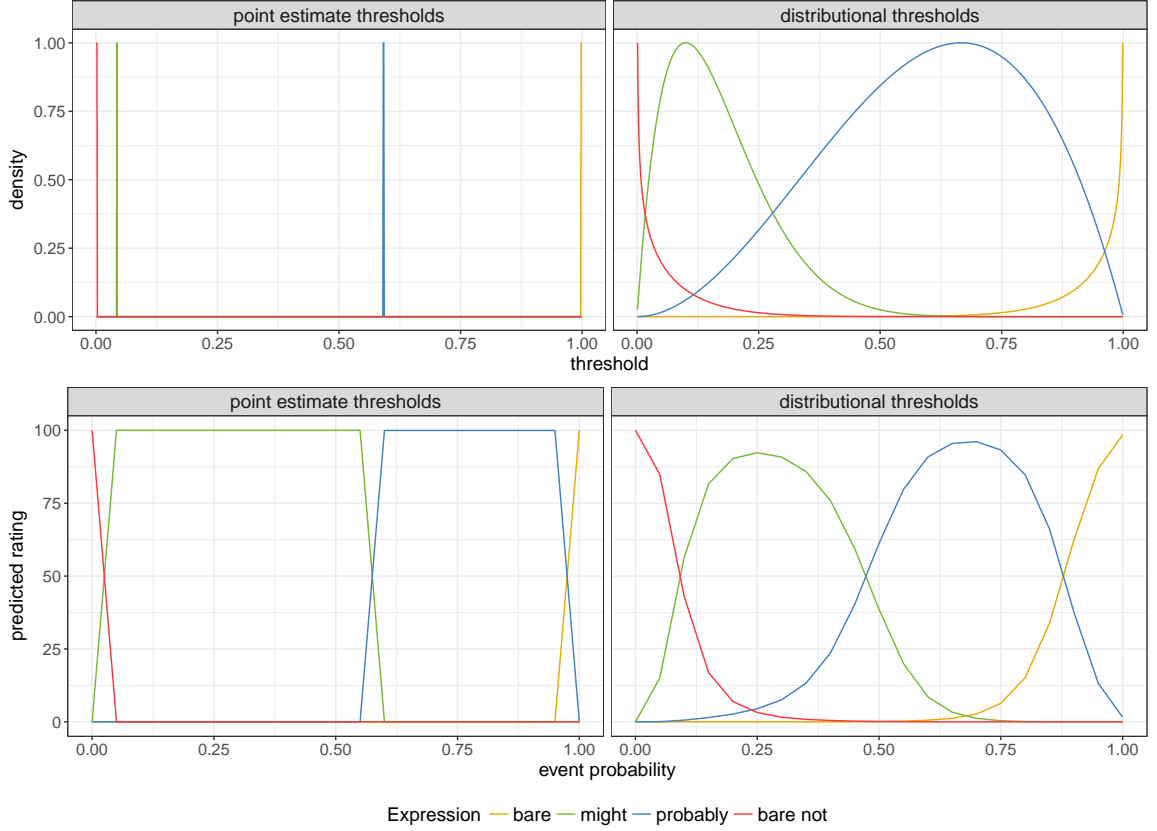 point estimate thresholds
distributional thresholds
density
1.00
0.75
0.50
0.25
0.00
0.00 0.25 0.50 0.75 1.00
0.00 0.25 0.50 0.75 1.00
threshold
point estimate thresholds
distributional thresholds
predicted rating
100
75
50
25
0
0.00 0.25 0.50 0.75 1.00
0.00 0.25 0.50 0.75 1.00
event probability
Expression bare might probably bare not